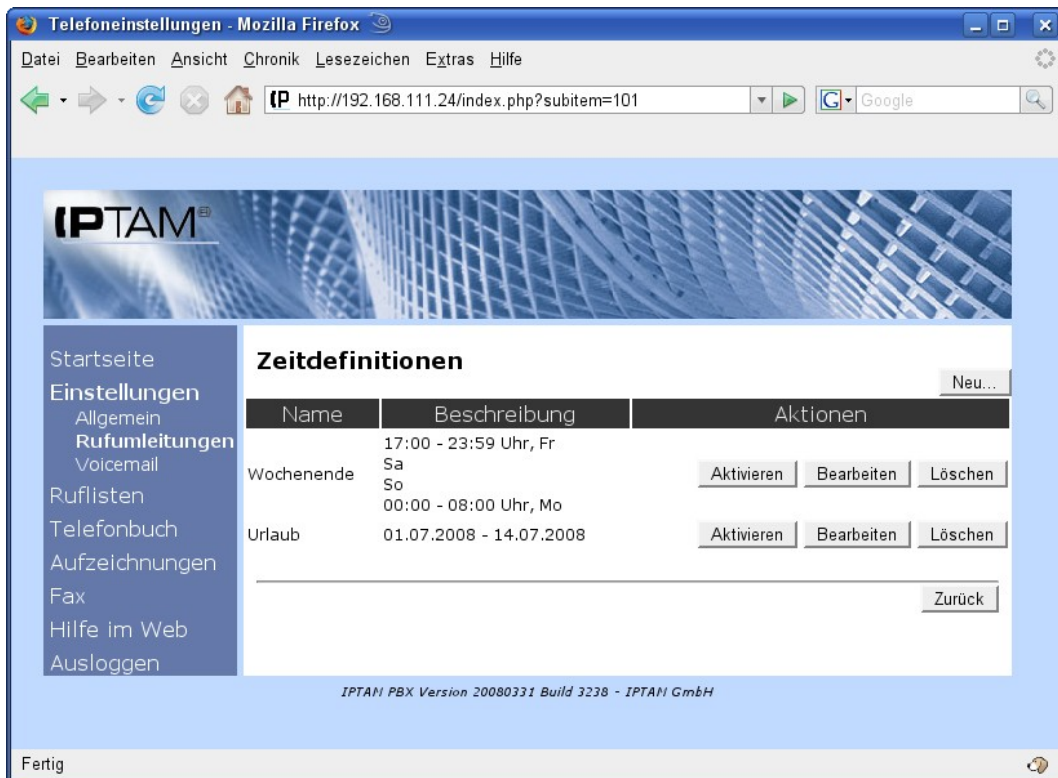 Telefoneinstellungen - Mozilla Firefox
Datei Bearbeiten Ansicht Chronik Lesezeichen Extras Hilfe
http://192.168.111.24/index.php?subitem=101
G Google
IPTAM®
Startseite
Einstellungen
Allgemein
Rufumleitungen
Voicemail
Ruflisten
Telefonbuch
Aufzeichnungen
Fax
Hilfe im Web
Ausloggen
Zeitdefinitionen
Neu...
Name Beschreibung Aktionen
17:00 - 23:59 Uhr, Fr
Sa
Wochenende Aktivieren Bearbeiten Löschen
So
00:00 - 08:00 Uhr, Mo
Urlaub 01.07.2008 - 14.07.2008 Aktivieren Bearbeiten Löschen
Zurück
IPTAM PBX Version 20080331 Build 3238 - IPTAM GmbH
Fertig